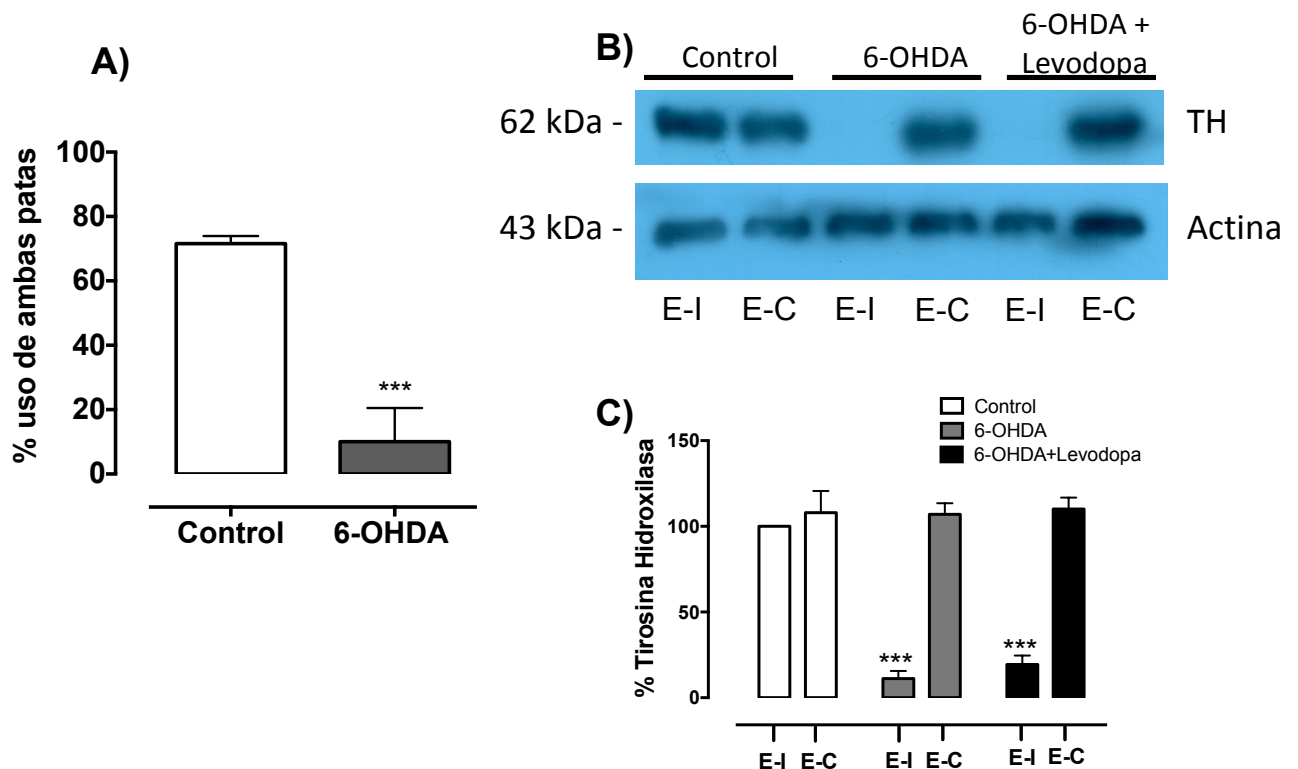 A)
% uso de ambas patas
100
80
60
40
20
0
***
Control
6-OHDA
B)
Control
6-OHDA
6-OHDA +
Levodopa
62 kDa -
TH
43 kDa -
Actina
E-I
E-C
E-I
E-C
E-I
E-C
C)
Control
6-OHDA
6-OHDA+Levodopa
% Tirosina Hidroxilasa
150
100
50
0
***
***
E-I
E-C
E-I
E-C
E-I
E-C